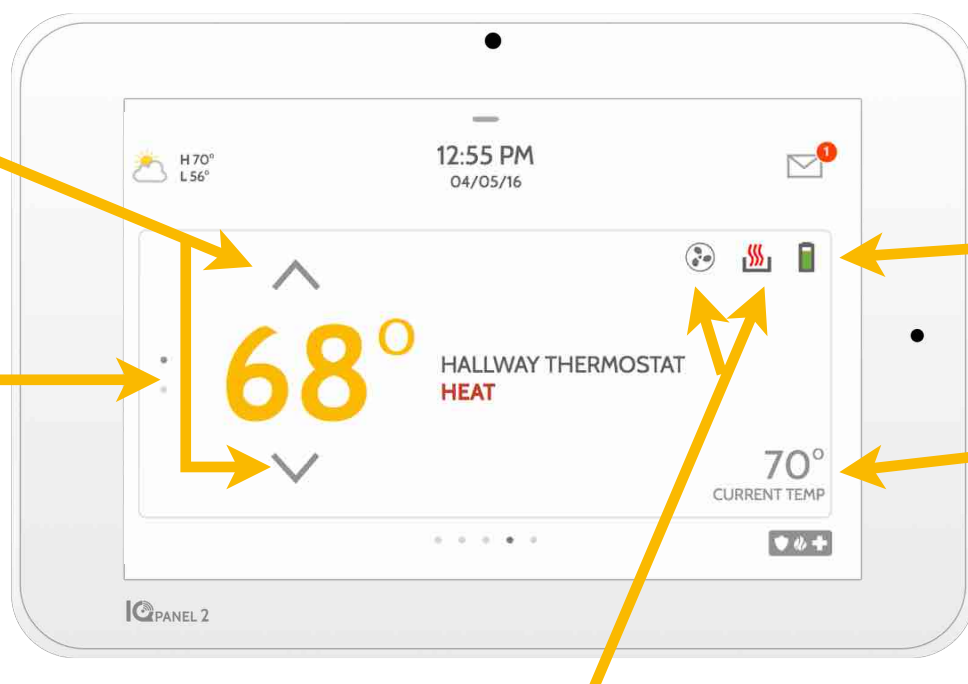 H 70°
L 56°
12:55 PM
04/05/16
1
68°
HALLWAY THERMOSTAT
HEAT
70°
CURRENT TEMP
IQ PANEL 2